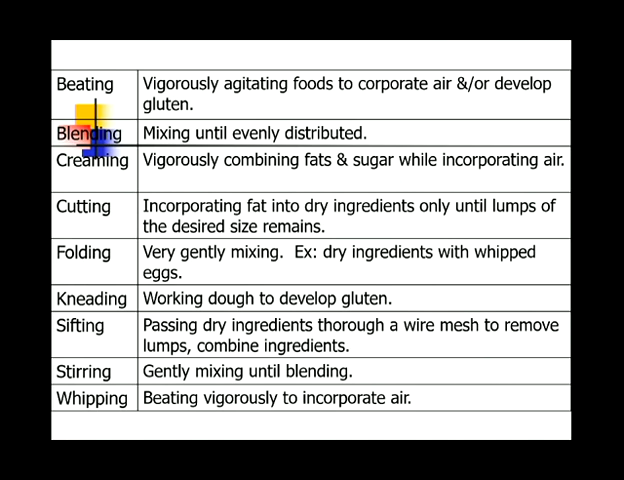 Beating Vigorously agitating foods to corporate air &/or develop
gluten.
Blending Mixing until evenly distributed.
Creaming Vigorously combining fats & sugar while incorporating air.
Cutting Incorporating fat into dry ingredients only until lumps of
the desired size remains.
Folding Very gently mixing. Ex: dry ingredients with whipped
eggs.
Kneading Working dough to develop gluten.
Sifting Passing dry ingredients thorough a wire mesh to remove
lumps, combine ingredients.
Stirring Gently mixing until blending.
Whipping Beating vigorously to incorporate air.